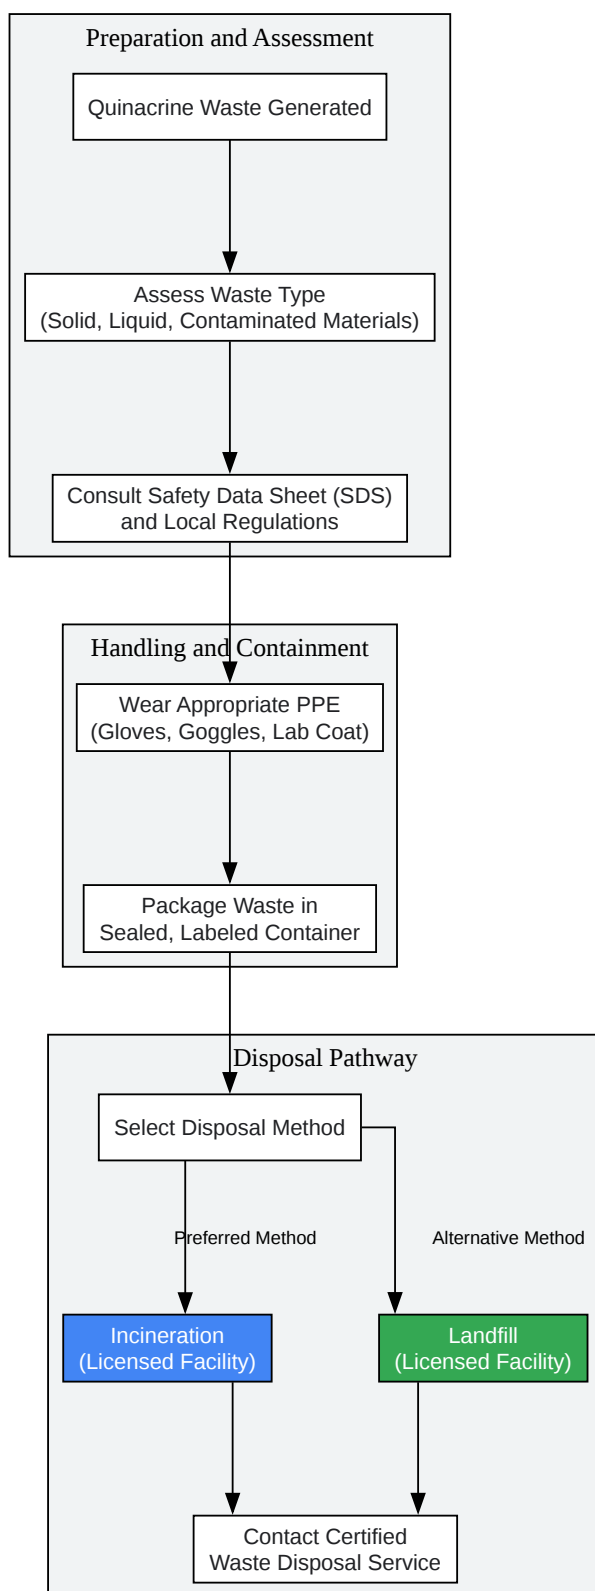 Preparation and Assessment
Quinacrine Waste Generated
Assess Waste Type
(Solid, Liquid, Contaminated Materials)
Consult Safety Data Sheet (SDS)
and Local Regulations
Handling and Containment
Wear Appropriate PPE
(Gloves, Goggles, Lab Coat)
Package Waste in
Sealed, Labeled Container
Disposal Pathway
Select Disposal Method
Preferred Method
Alternative Method
Incineration
(Licensed Facility)
Landfill
(Licensed Facility)
Contact Certified
Waste Disposal Service